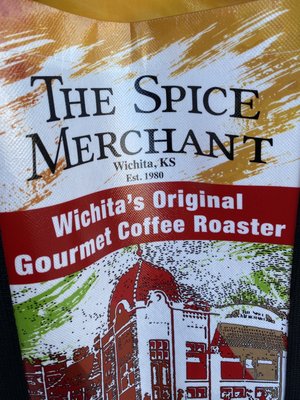 THE SPICE
MERCHANT
Wichita, KS
Est. 1980
Wichita's Original
Gourmet Coffee Roaster